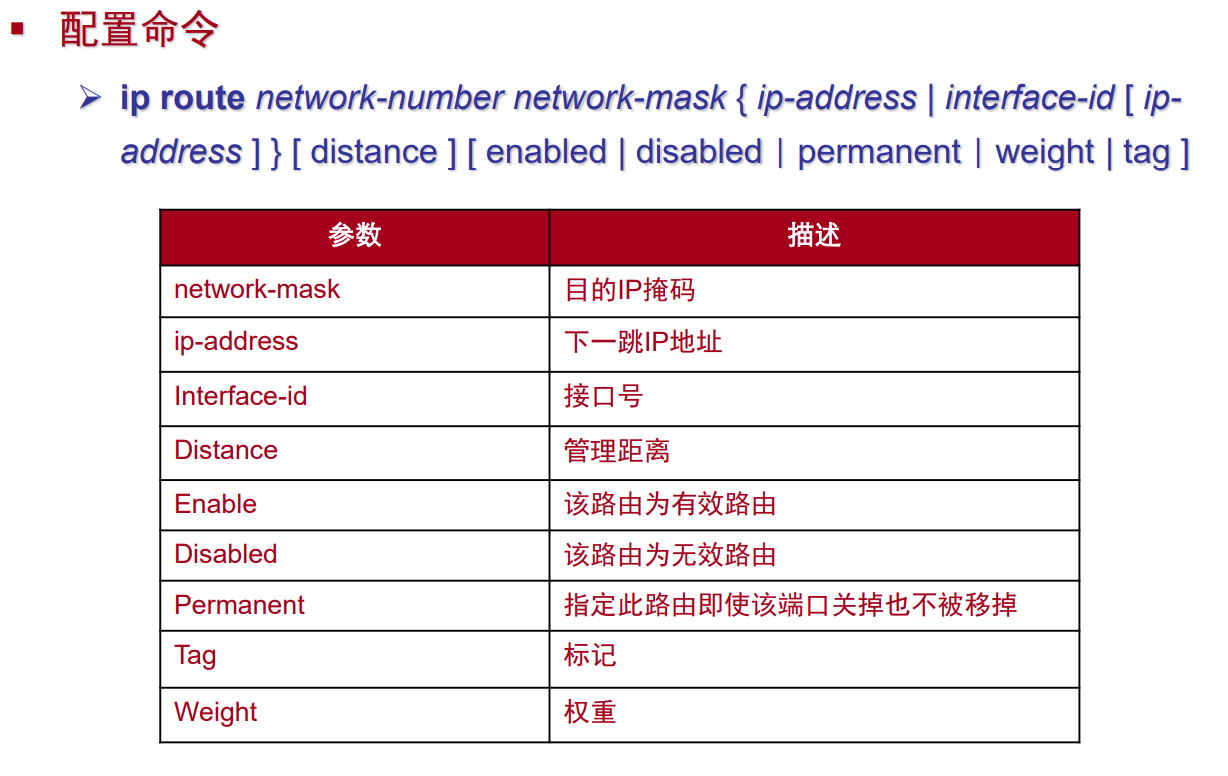 配置命令
ip route network-number network-mask { ip-address | interface-id [ ip-
address ] } [ distance ] [ enabled | disabled | permanent | weight | tag ]
参数 描述
network-mask 目的IP掩码
ip-address 下一跳IP地址
Interface-id 接口号
Distance 管理距离
Enable 该路由为有效路由
Disabled 该路由为无效路由
Permanent 指定此路由即使该端口关掉也不被移掉
Tag 标记
Weight 权重